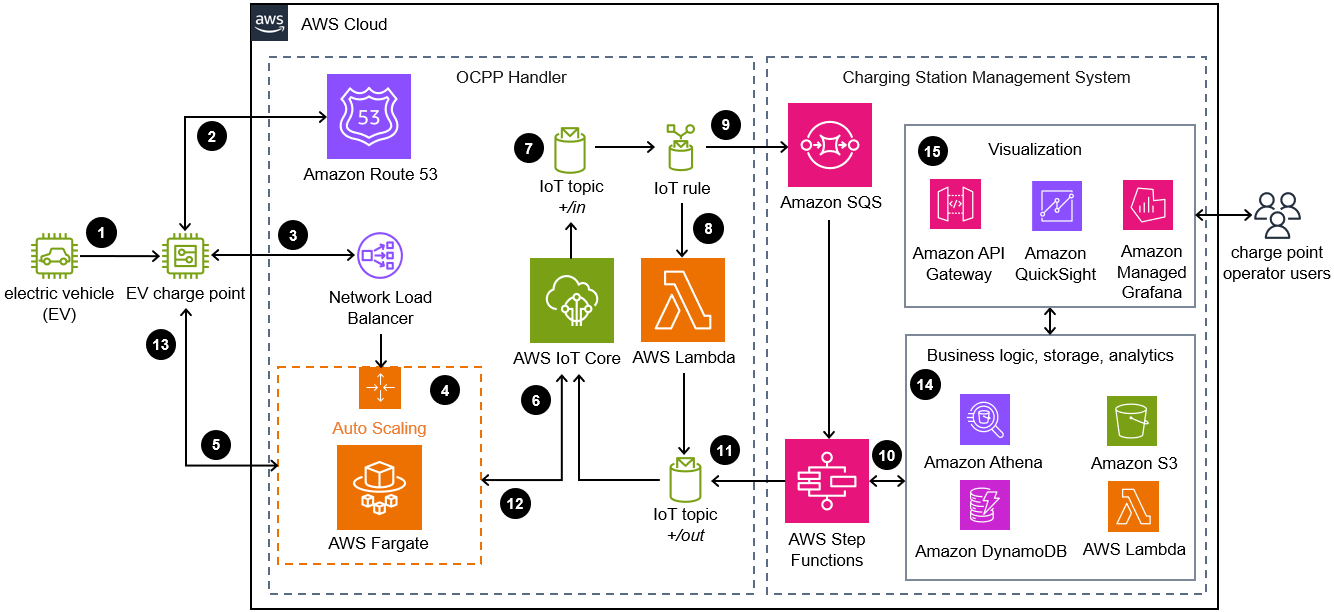 aws
AWS Cloud
OCPP Handler
Charging Station Management System
53
Amazon Route 53
2
7
IoT topic
+/in
IoT rule
9
Amazon SQS
15
Visualization
Amazon API
Gateway
Amazon
QuickSight
Amazon
Managed
Grafana
charge point
operator users
1
electric vehicle
(EV)
EV charge point
3
Network Load
Balancer
8
AWS IoT Core
AWS Lambda
13
4
Auto Scaling
5
AWS Fargate
6
12
11
IoT topic
+/out
10
AWS Step
Functions
Business logic, storage, analytics
14
Amazon Athena
Amazon S3
Amazon DynamoDB
AWS Lambda